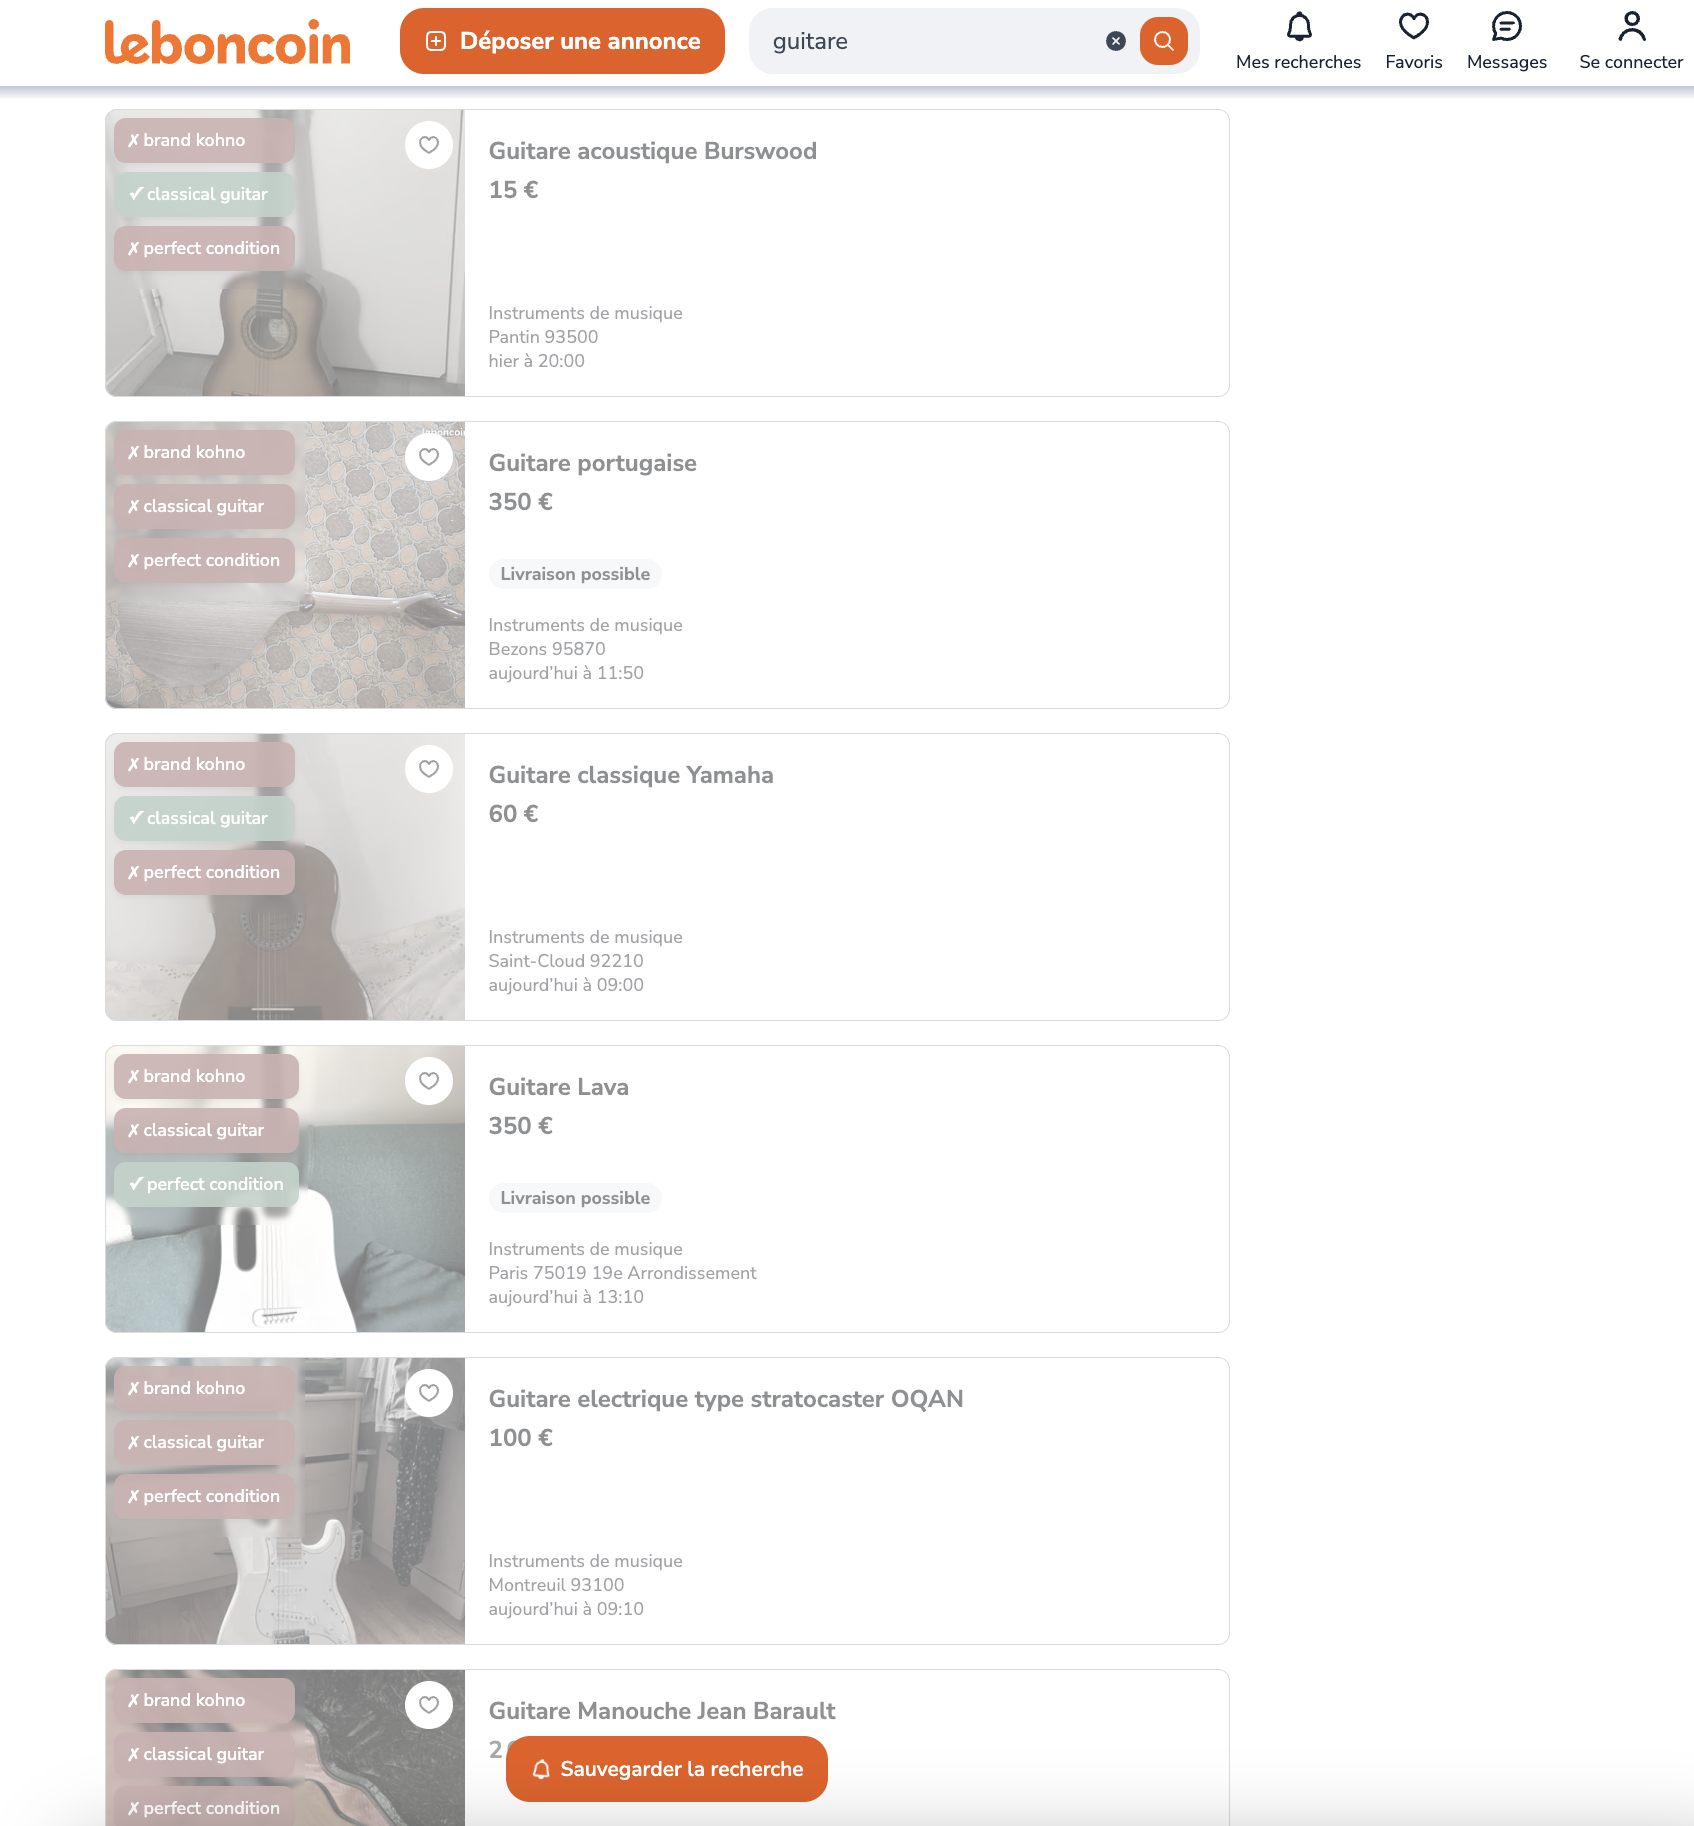 leboncoin
Déposer une annonce
guitare
Mes recherches
Favoris
Messages
Se connecter
✗ brand kohno
✓ classical guitar
✗ perfect condition
Guitare acoustique Burswood
15 €
Instruments de musique
Pantin 93500
hier à 20:00
leboncoin
✗ brand kohno
✗ classical guitar
✗ perfect condition
Guitare portugaise
350 €
Livraison possible
Instruments de musique
Bezons 95870
aujourd'hui à 11:50
✗ brand kohno
✓ classical guitar
✗ perfect condition
Guitare classique Yamaha
60 €
Instruments de musique
Saint-Cloud 92210
aujourd'hui à 09:00
✗ brand kohno
✗ classical guitar
✓ perfect condition
Guitare Lava
350 €
Livraison possible
Instruments de musique
Paris 75019 19e Arrondissement
aujourd'hui à 13:10
✗ brand kohno
✗ classical guitar
✗ perfect condition
Guitare electrique type stratocaster OQAN
100 €
Instruments de musique
Montreuil 93100
aujourd'hui à 09:10
✗ brand kohno
✗ classical guitar
✗ perfect condition
Guitare Manouche Jean Barault
Sauvegarder la recherche